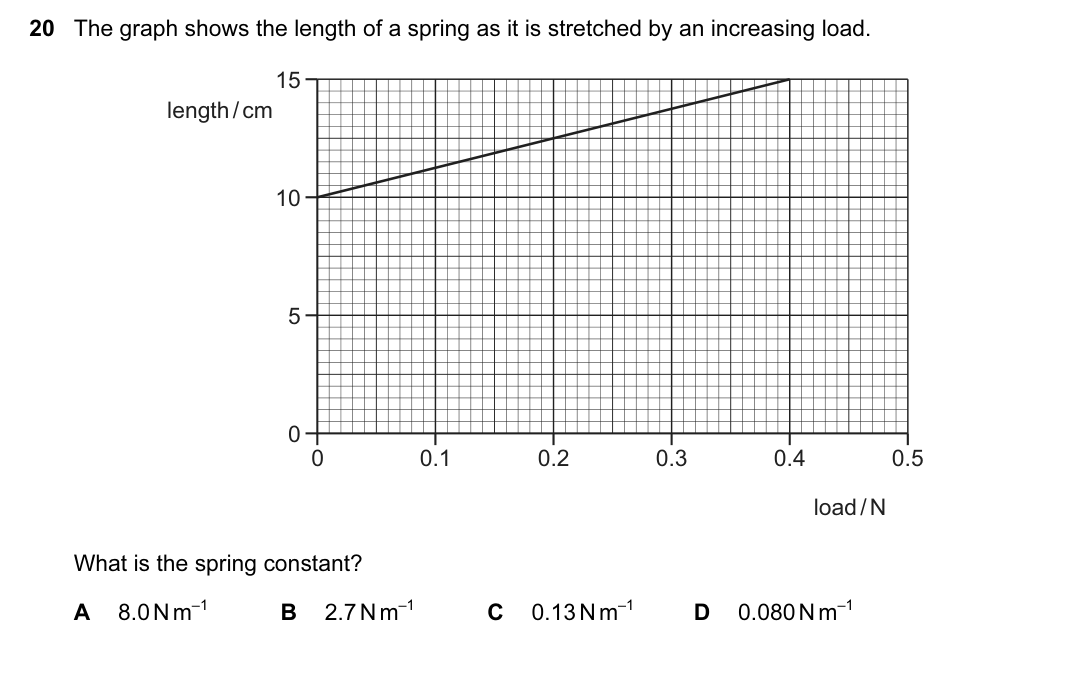 20 The graph shows the length of a spring as it is stretched by an increasing load.
15
length / cm
10
5
0
0 0.1 0.2 0.3 0.4 0.5
load / N
What is the spring constant?
A 8.0 N m⁻¹ B 2.7 N m⁻¹ C 0.13 N m⁻¹ D 0.080 N m⁻¹